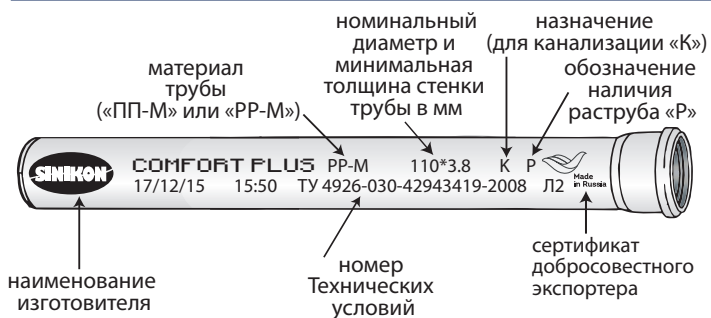 номинальный
диаметр и
минимальная
толщина стенки
трубы в мм
назначение
(для канализации «К»)
материал
трубы
(«ПП-М» или «PP-M»)
обозначение
наличия
раструба «Р»
SINIKON COMFORT PLUS PP-M 110*3.8 К Р
17/12/15 15:50 ТУ 4926-030-42943419-2008 Л2
Made
in Russia
наименование
изготовителя
номер
Технических
условий
сертификат
добросовестного
экспортера